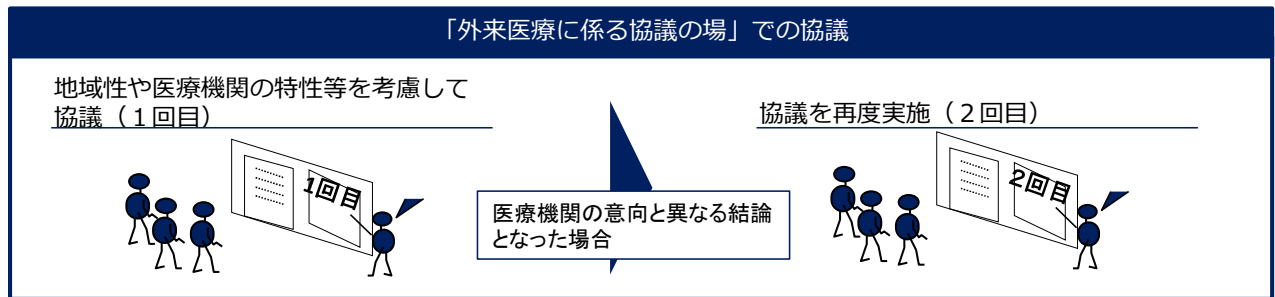 「外来医療に係る協議の場」での協議
地域性や医療機関の特性等を考慮して
協議（１回目）
1回目
医療機関の意向と異なる結論
となった場合
協議を再度実施（２回目）
2回目